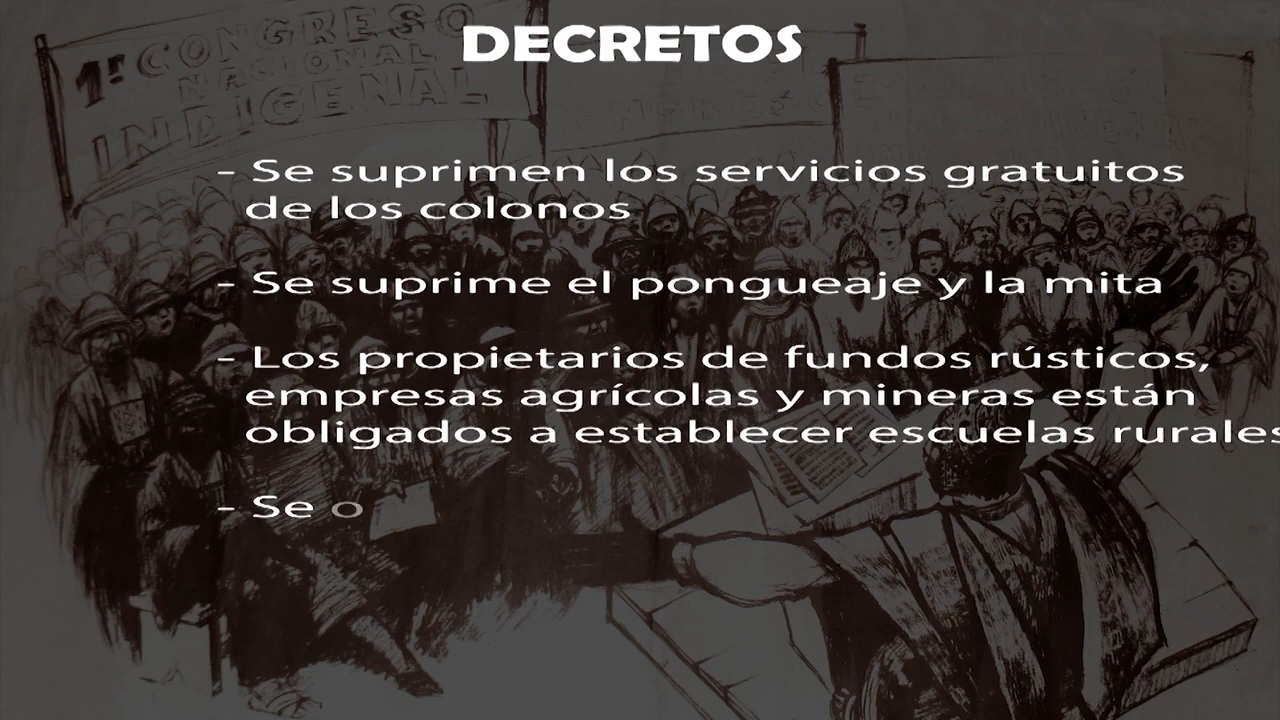 1er CONGRESO
NACIONAL
INDIGENAL
DECRETOS
– Se suprimen los servicios gratuitos
de los colonos
– Se suprime el pongueaje y la mita
– Los propietarios de fundos rústicos,
empresas agrícolas y mineras están
obligados a establecer escuelas rurales
– Se o